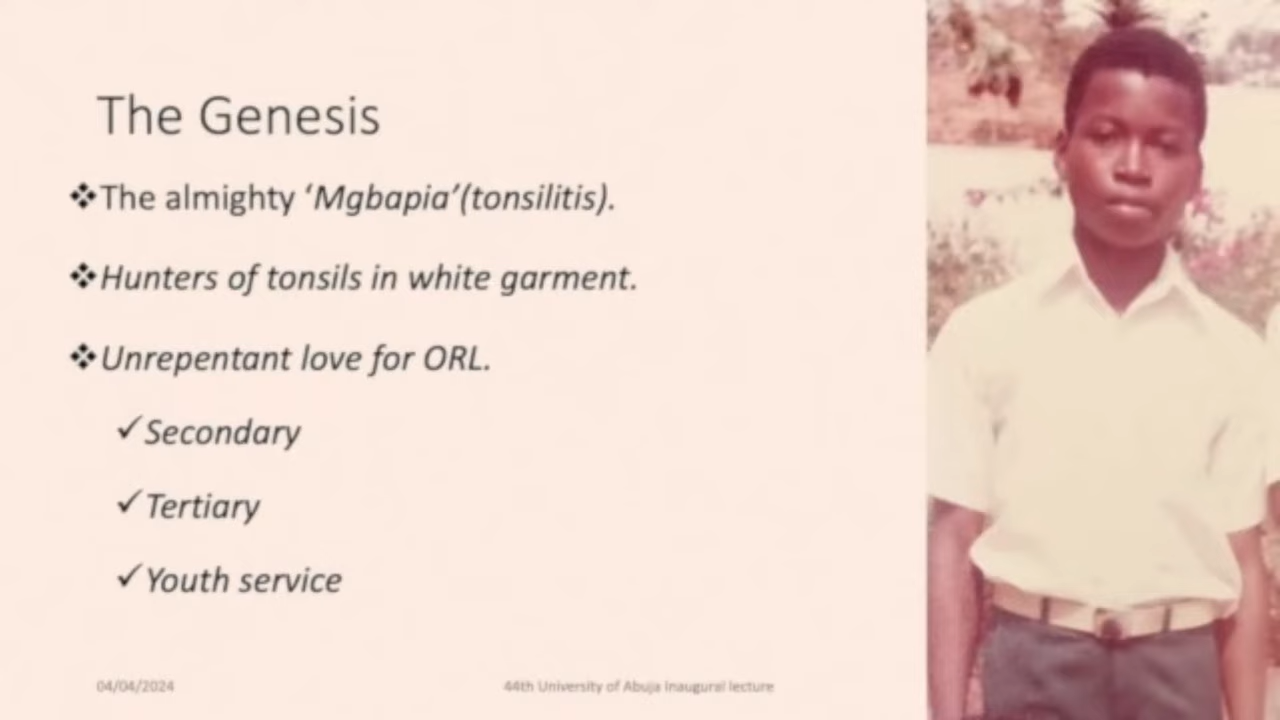 The Genesis
❖The almighty ‘Mgbapia’(tonsilitis).
❖Hunters of tonsils in white garment.
❖Unrepentant love for ORL.
✓Secondary
✓Tertiary
✓Youth service
04/04/2024 44th University of Abuja Inaugural lecture